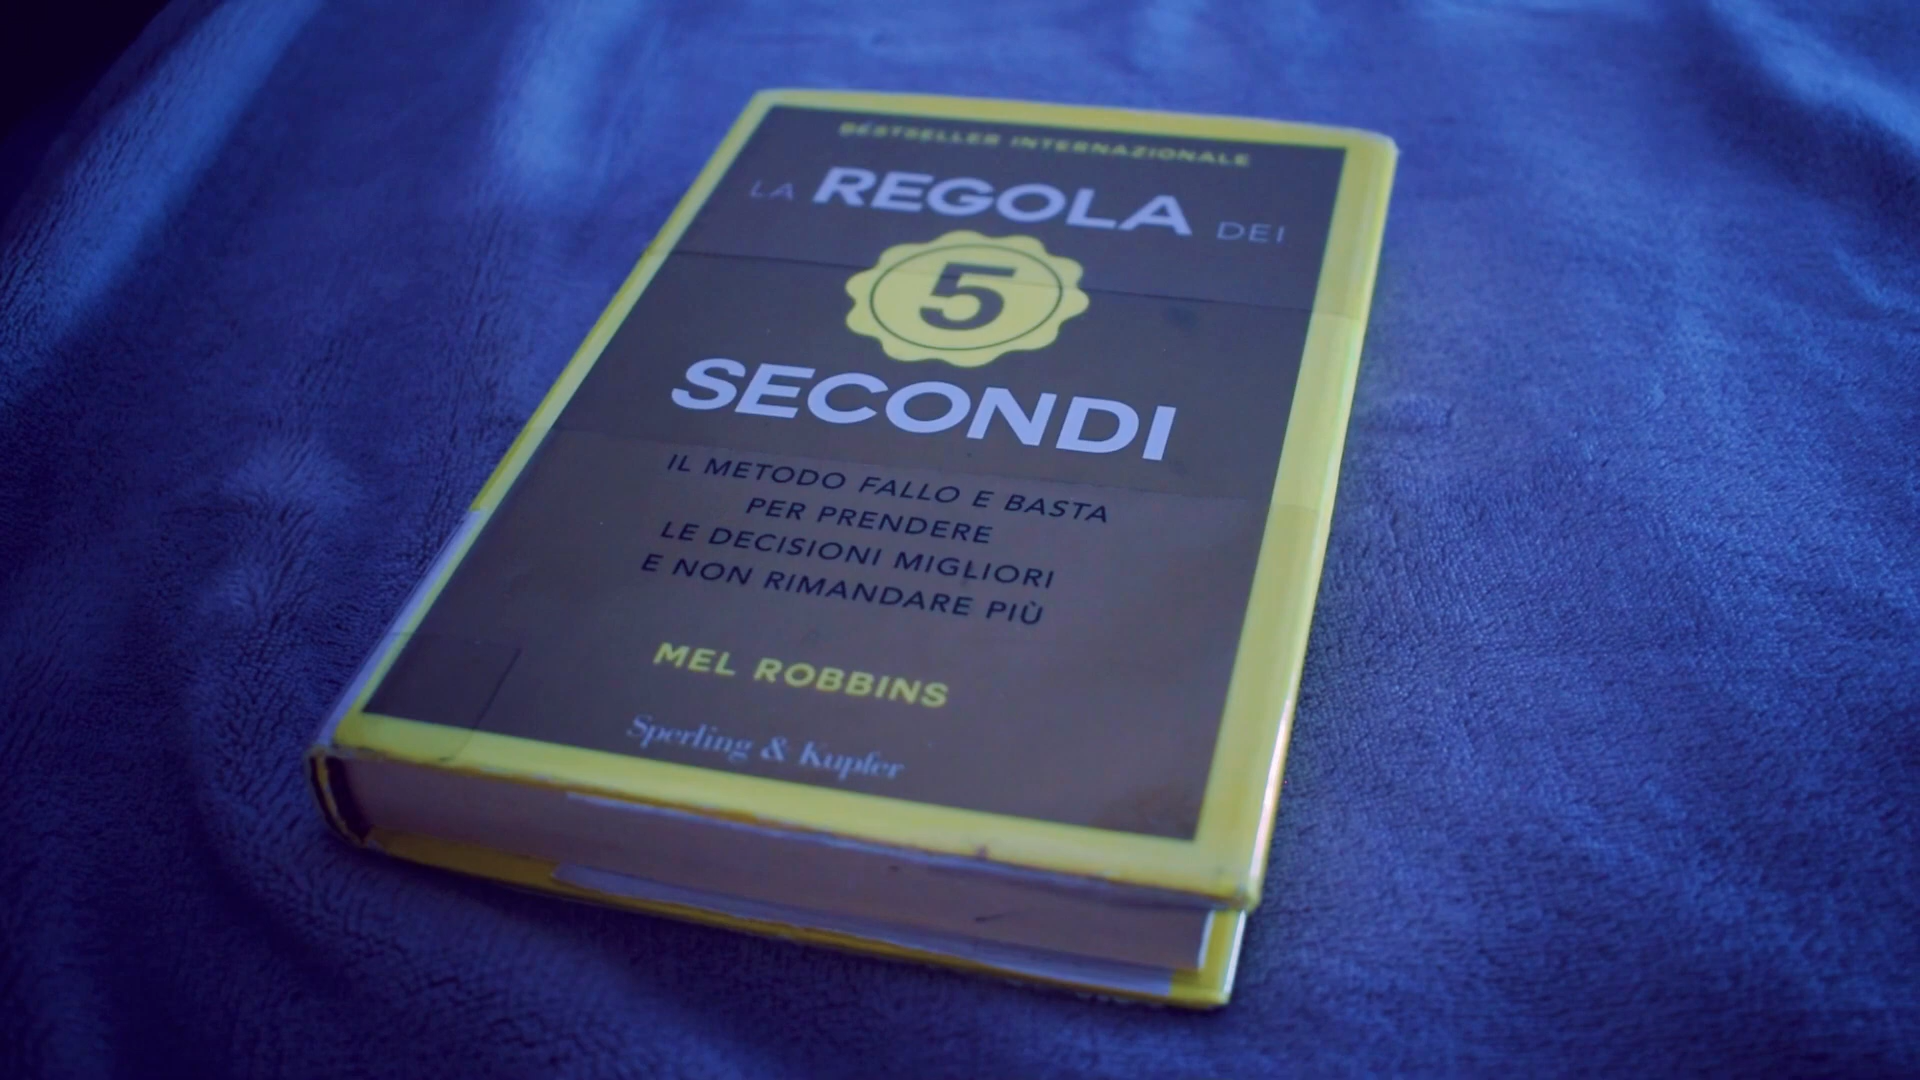 BESTSELLER INTERNAZIONALE
LA REGOLA DEI
5
SECONDI
IL METODO FALLO E BASTA
PER PRENDERE
LE DECISIONI MIGLIORI
E NON RIMANDARE PIÙ
MEL ROBBINS
Sperling & Kupfer